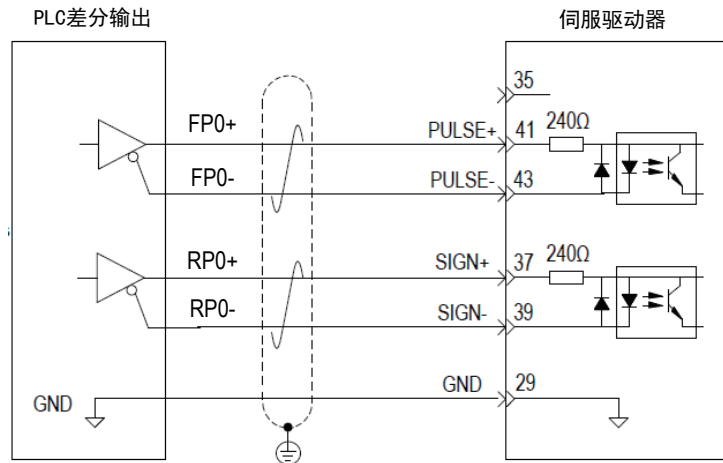 PLC差分输出
伺服驱动器
35
FP0+ PULSE+ 41 240Ω
FP0- PULSE- 43
RP0+ SIGN+ 37 240Ω
RP0- SIGN- 39
GND GND 29